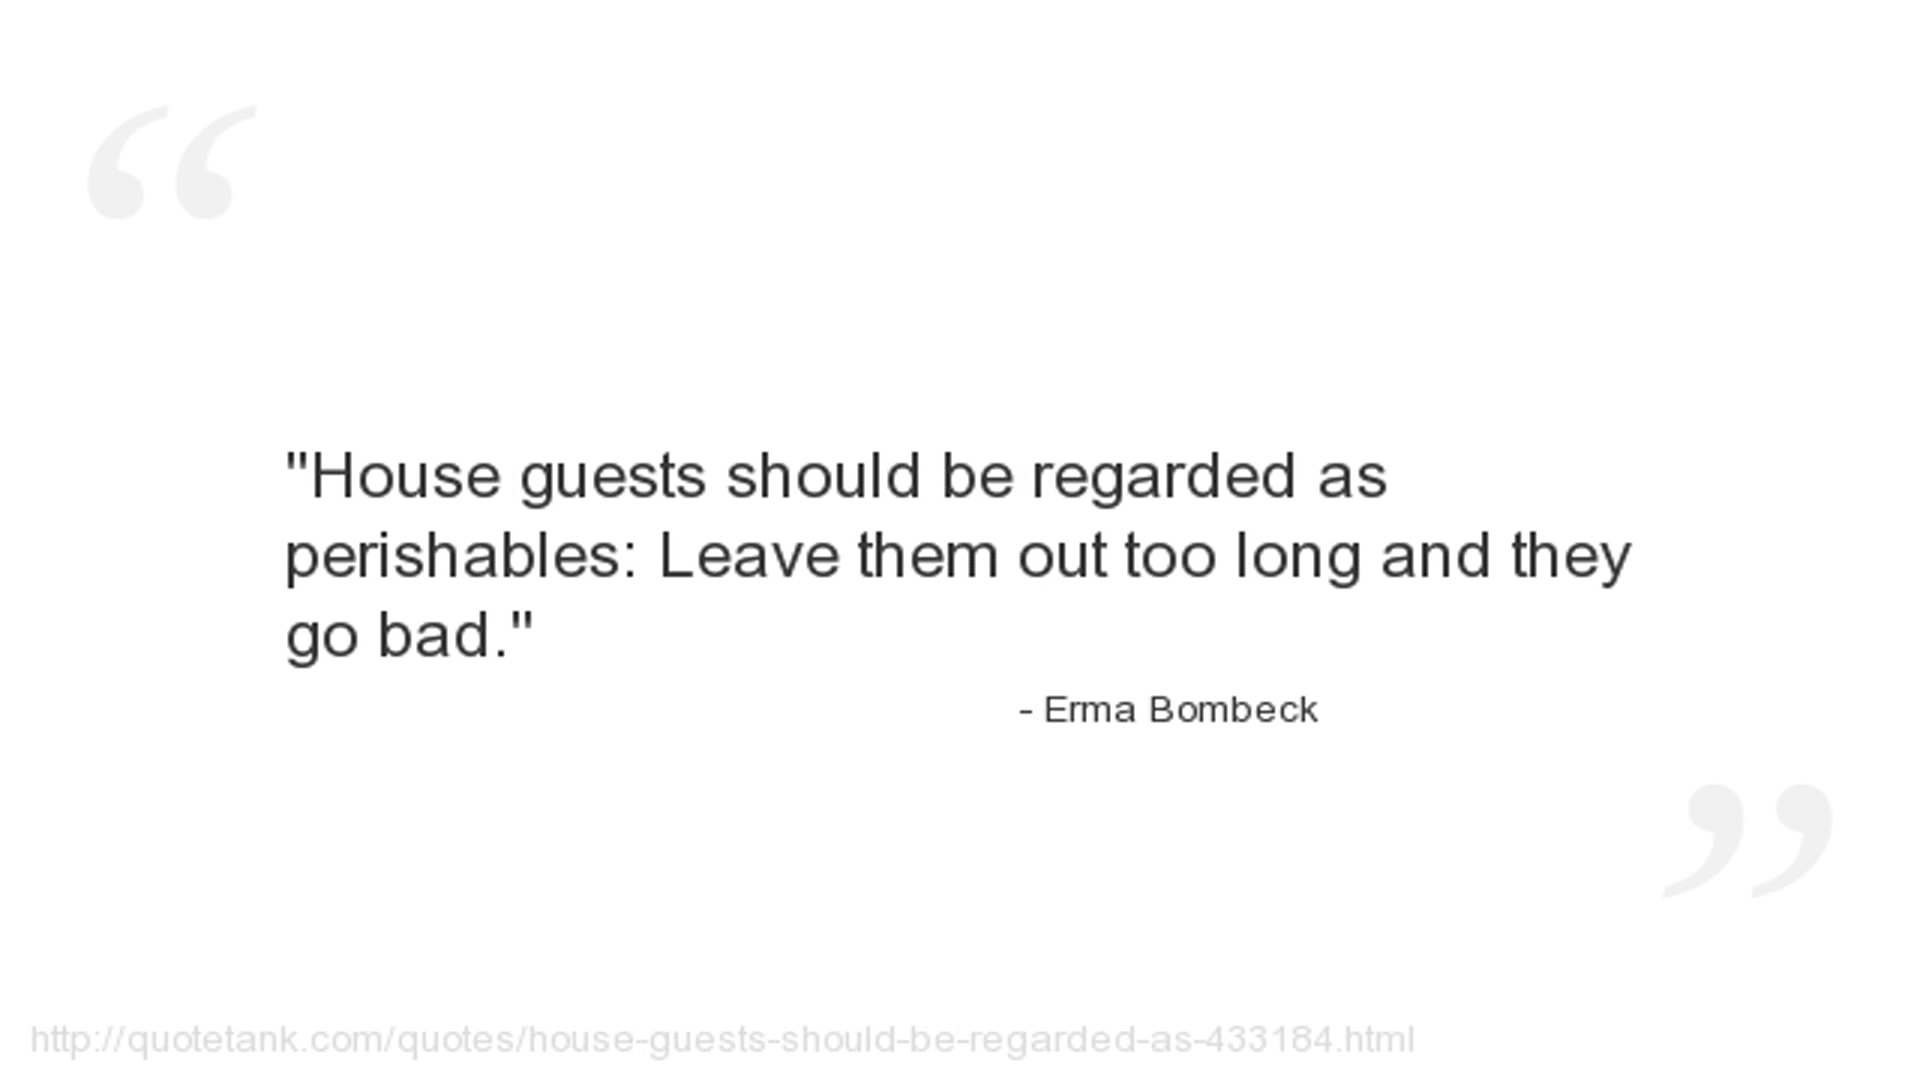 "House guests should be regarded as
perishables: Leave them out too long and they
go bad."
- Erma Bombeck
http://quotetank.com/quotes/house-guests-should-be-regarded-as-433184.html